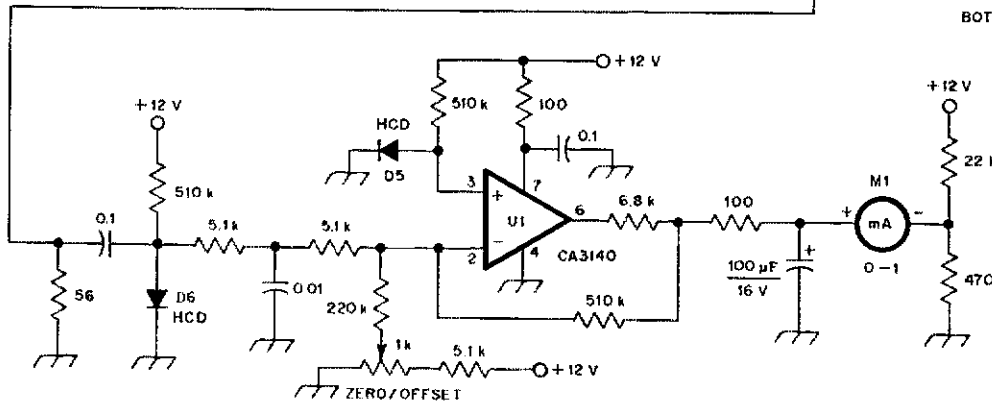 BOT
+12 V
510 k
100
+12 V
HCD
D5
0.1
+12 V
510 k
0.1
5.1 k
5.1 k
56
D6
HCD
0.01
220 k
1 k
5.1 k
+12 V
ZERO/OFFSET
3
+
7
U1
-
2
4
6
CA3140
6.8 k
510 k
100
+
100 µF
16 V
M1
+
mA
-
0-1
+12 V
22
470